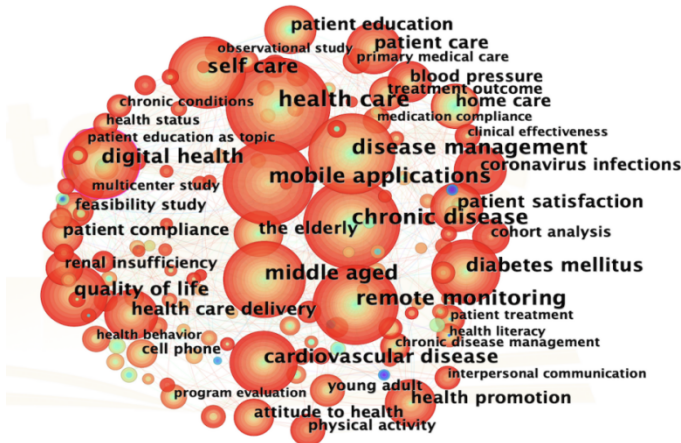 patient education
patient care
observational study
primary medical care
self care
blood pressure
treatment outcome
chronic conditions
health care
home care
health status
medication compliance
patient education as topic
clinical effectiveness
digital health
disease management
coronavirus infections
multicenter study
mobile applications
feasibility study
patient satisfaction
chronic disease
patient compliance
the elderly
cohort analysis
renal insufficiency
middle aged
diabetes mellitus
quality of life
remote monitoring
health care delivery
patient treatment
health behavior
health literacy
cell phone
chronic disease management
cardiovascular disease
interpersonal communication
program evaluation
young adult
health promotion
attitude to health
physical activity